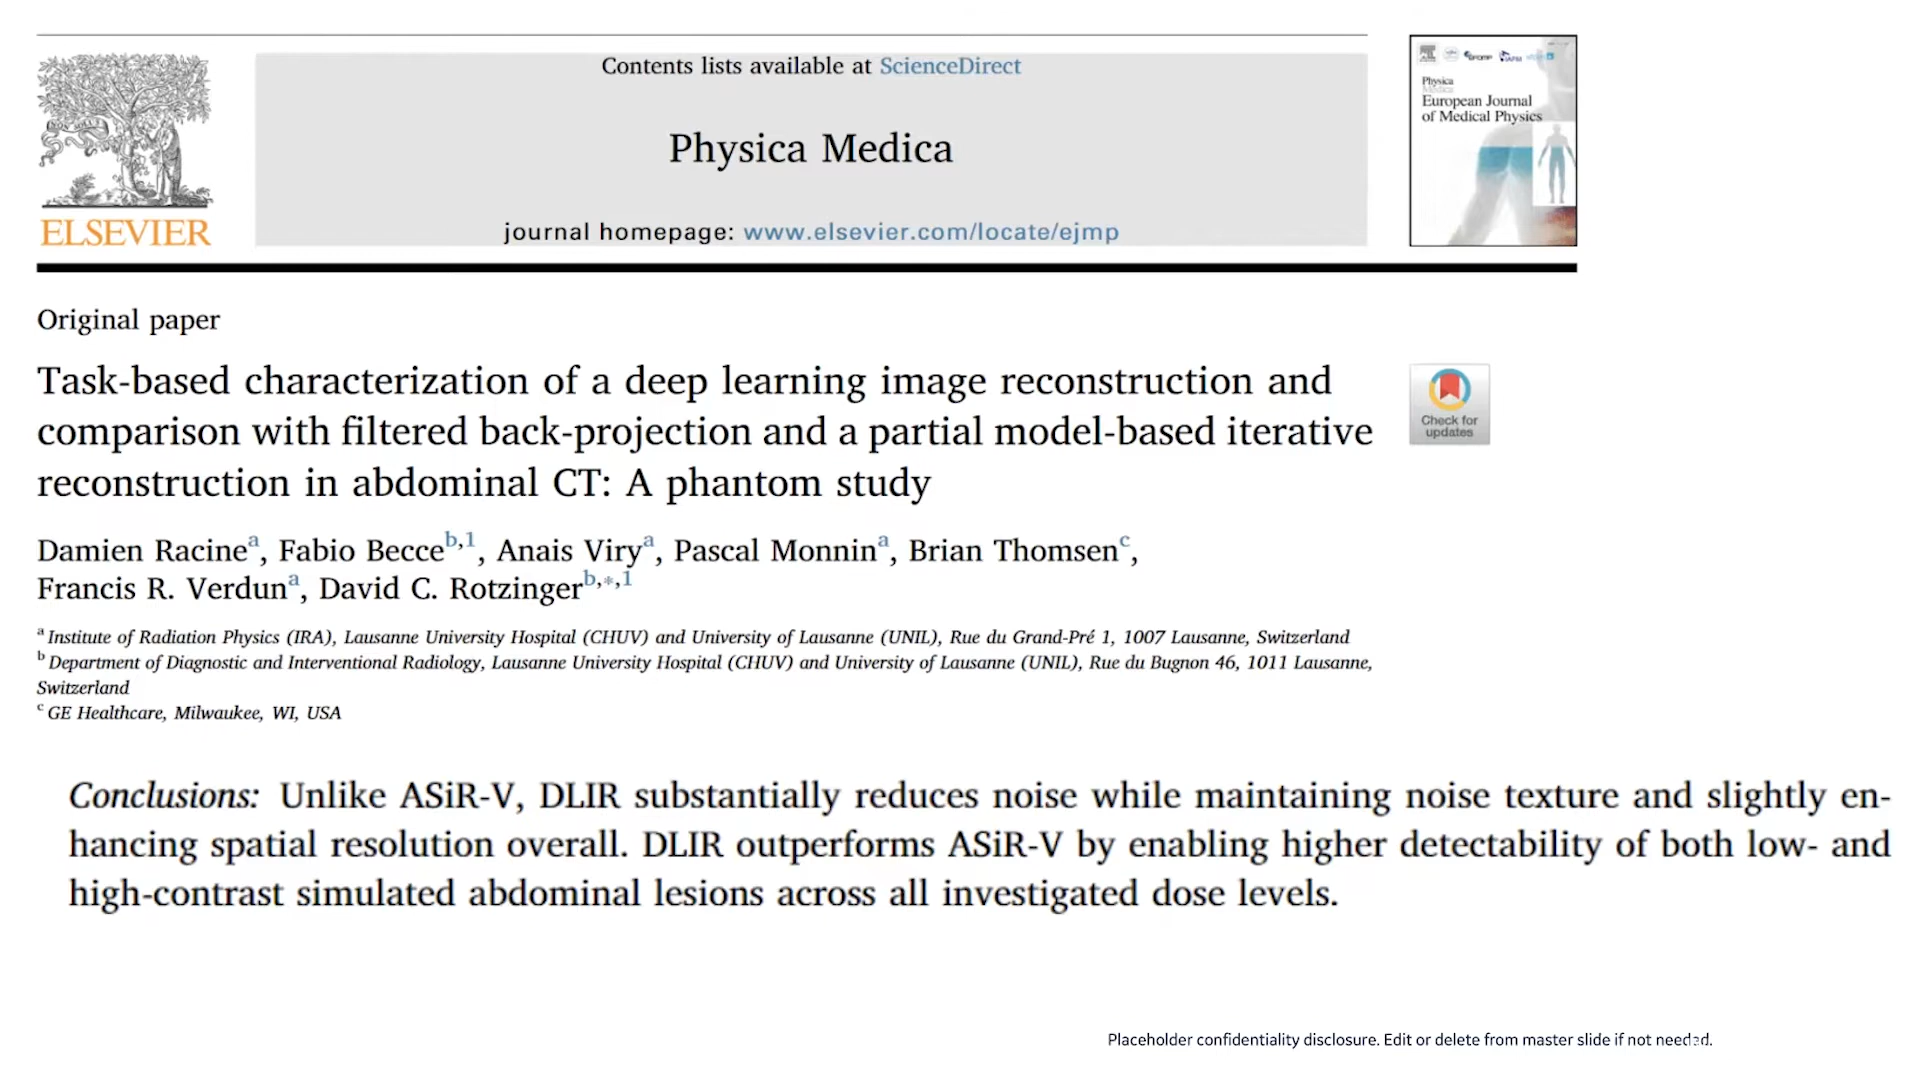 Contents lists available at ScienceDirect
Physica Medica
journal homepage: www.elsevier.com/locate/ejmp
ELSEVIER
Physica
Medica
European Journal
of Medical Physics
Original paper
Task-based characterization of a deep learning image reconstruction and
comparison with filtered back-projection and a partial model-based iterative
reconstruction in abdominal CT: A phantom study
Check for
updates
Damien Racineᵃ, Fabio Becceᵇ,¹, Anais Viryᵃ, Pascal Monninᵃ, Brian Thomsenᶜ,
Francis R. Verdunᵃ, David C. Rotzingerᵇ,*,¹
ᵃ Institute of Radiation Physics (IRA), Lausanne University Hospital (CHUV) and University of Lausanne (UNIL), Rue du Grand-Pré 1, 1007 Lausanne, Switzerland
ᵇ Department of Diagnostic and Interventional Radiology, Lausanne University Hospital (CHUV) and University of Lausanne (UNIL), Rue du Bugnon 46, 1011 Lausanne,
Switzerland
ᶜ GE Healthcare, Milwaukee, WI, USA
Conclusions: Unlike ASiR-V, DLIR substantially reduces noise while maintaining noise texture and slightly en-
hancing spatial resolution overall. DLIR outperforms ASiR-V by enabling higher detectability of both low- and
high-contrast simulated abdominal lesions across all investigated dose levels.
Placeholder confidentiality disclosure. Edit or delete from master slide if not needed.